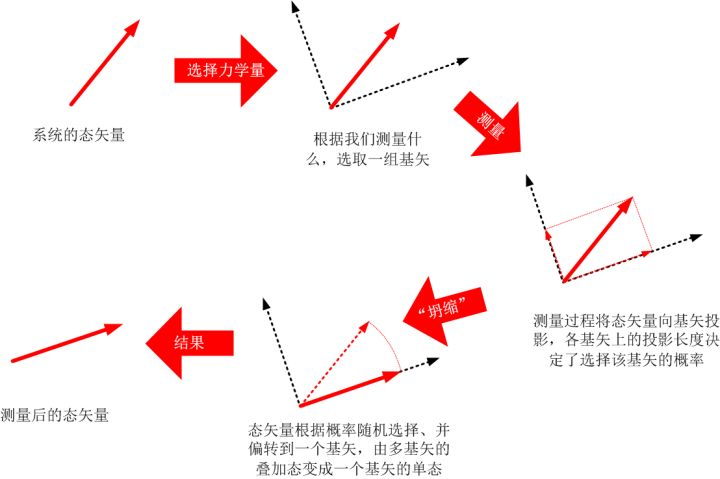 系统的态矢量
选择力学量
根据我们测量什
么，选取一组基矢
测量
测量过程将态矢量向基矢投
影，各基矢上的投影长度决
定了选择该基矢的概率
“坍缩”
态矢量根据概率随机选择、并
偏转到一个基矢，由多基矢的
叠加态变成一个基矢的单态
结果
测量后的态矢量